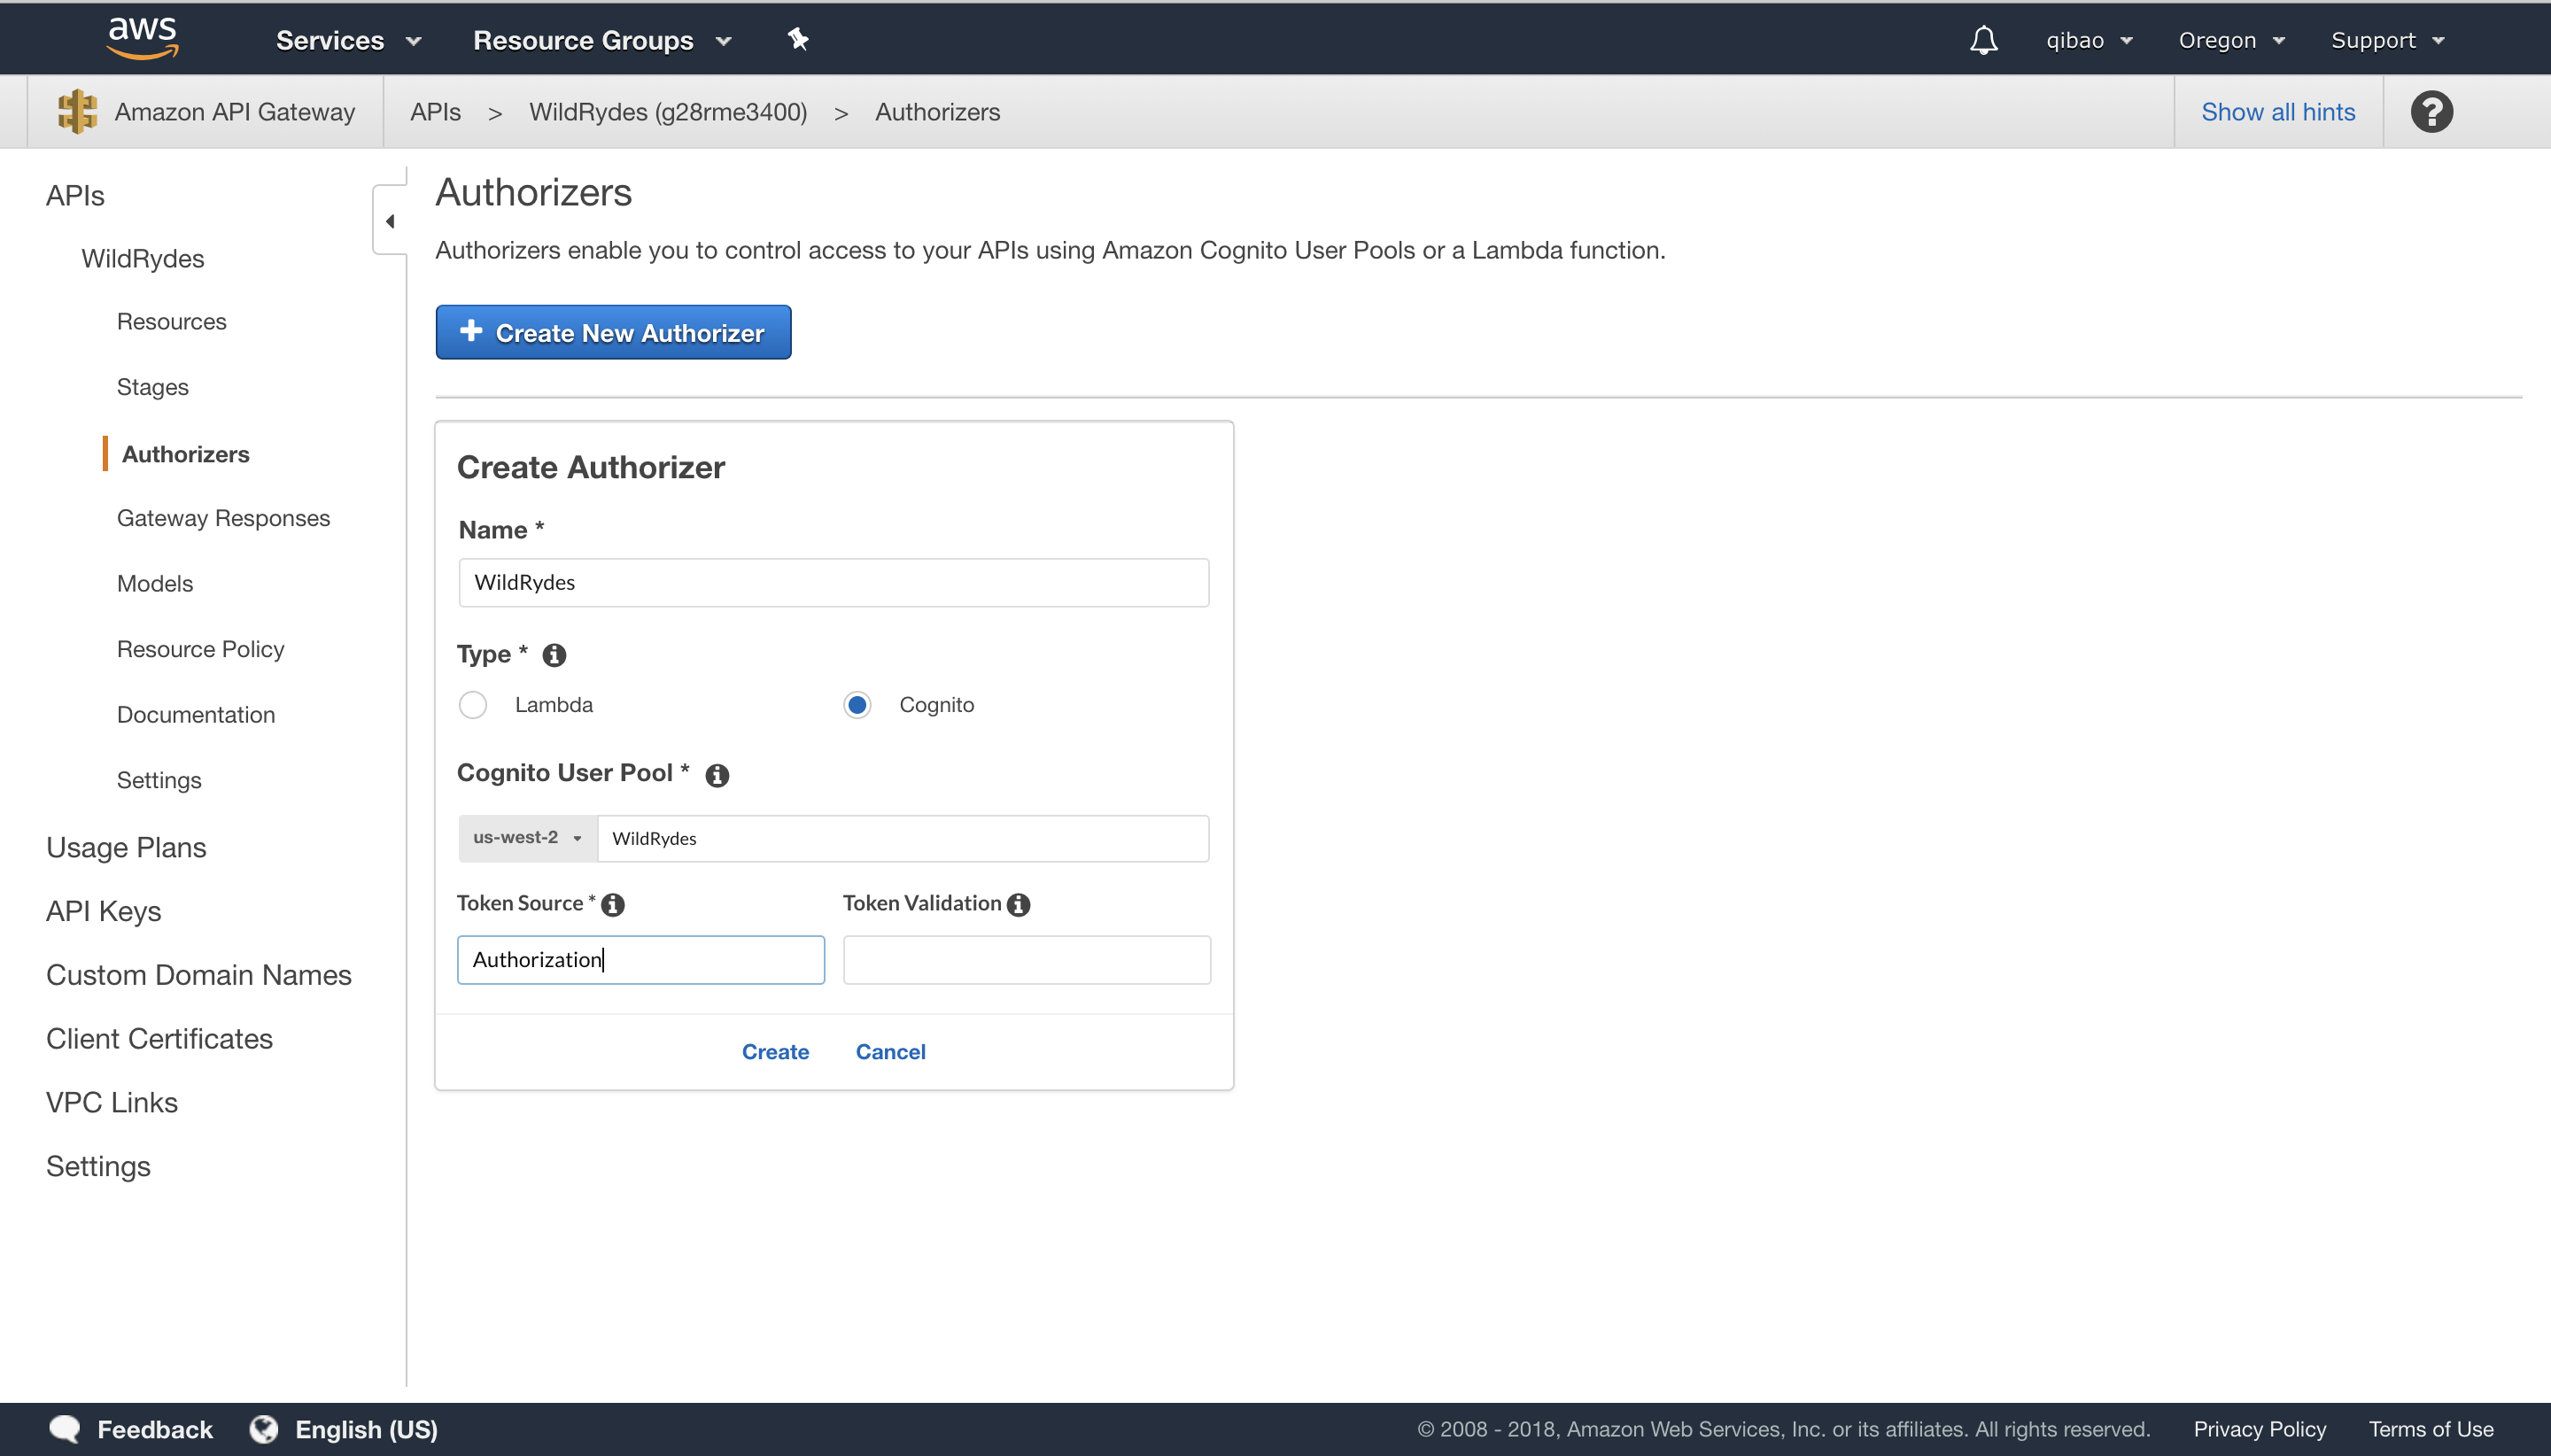 aws Services Resource Groups qibao Oregon Support
Amazon API Gateway APIs > WildRydes (g28rme3400) > Authorizers Show all hints ?
APIs
WildRydes
Resources
Stages
Authorizers
Gateway Responses
Models
Resource Policy
Documentation
Settings
Usage Plans
API Keys
Custom Domain Names
Client Certificates
VPC Links
Settings
Authorizers
Authorizers enable you to control access to your APIs using Amazon Cognito User Pools or a Lambda function.
+ Create New Authorizer
Create Authorizer
Name *
WildRydes
Type *
Lambda Cognito
Cognito User Pool *
us-west-2 WildRydes
Token Source * Token Validation
Authorization
Create Cancel
Feedback English (US) © 2008 - 2018, Amazon Web Services, Inc. or its affiliates. All rights reserved. Privacy Policy Terms of Use